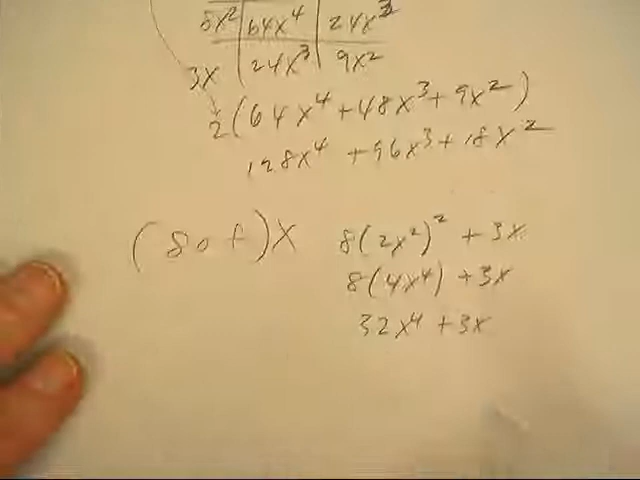 8x² 64x⁴ 24x³
3x 24x³ 9x²
2(64x⁴ + 48x³ + 9x²)
128x⁴ + 96x³ + 18x²
(8 o f) x 8(2x²)² + 3x
8(4x⁴) + 3x
32x⁴ + 3x